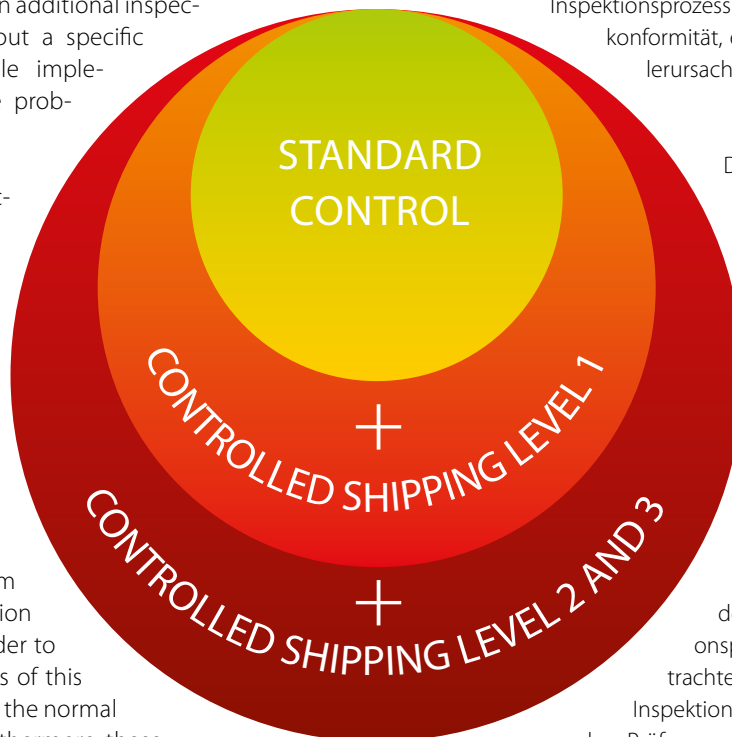 n additional inspec-
out a specific
le imple-
prob-
t-
STANDARD
CONTROL
+
CONTROLLED SHIPPING LEVEL 1
+
CONTROLLED SHIPPING LEVEL 2 AND 3
m
ion
der to
s of this
the normal
Inspektionsprozess
konformität,
lerursach
D
d
onsp
trachte
Inspektion